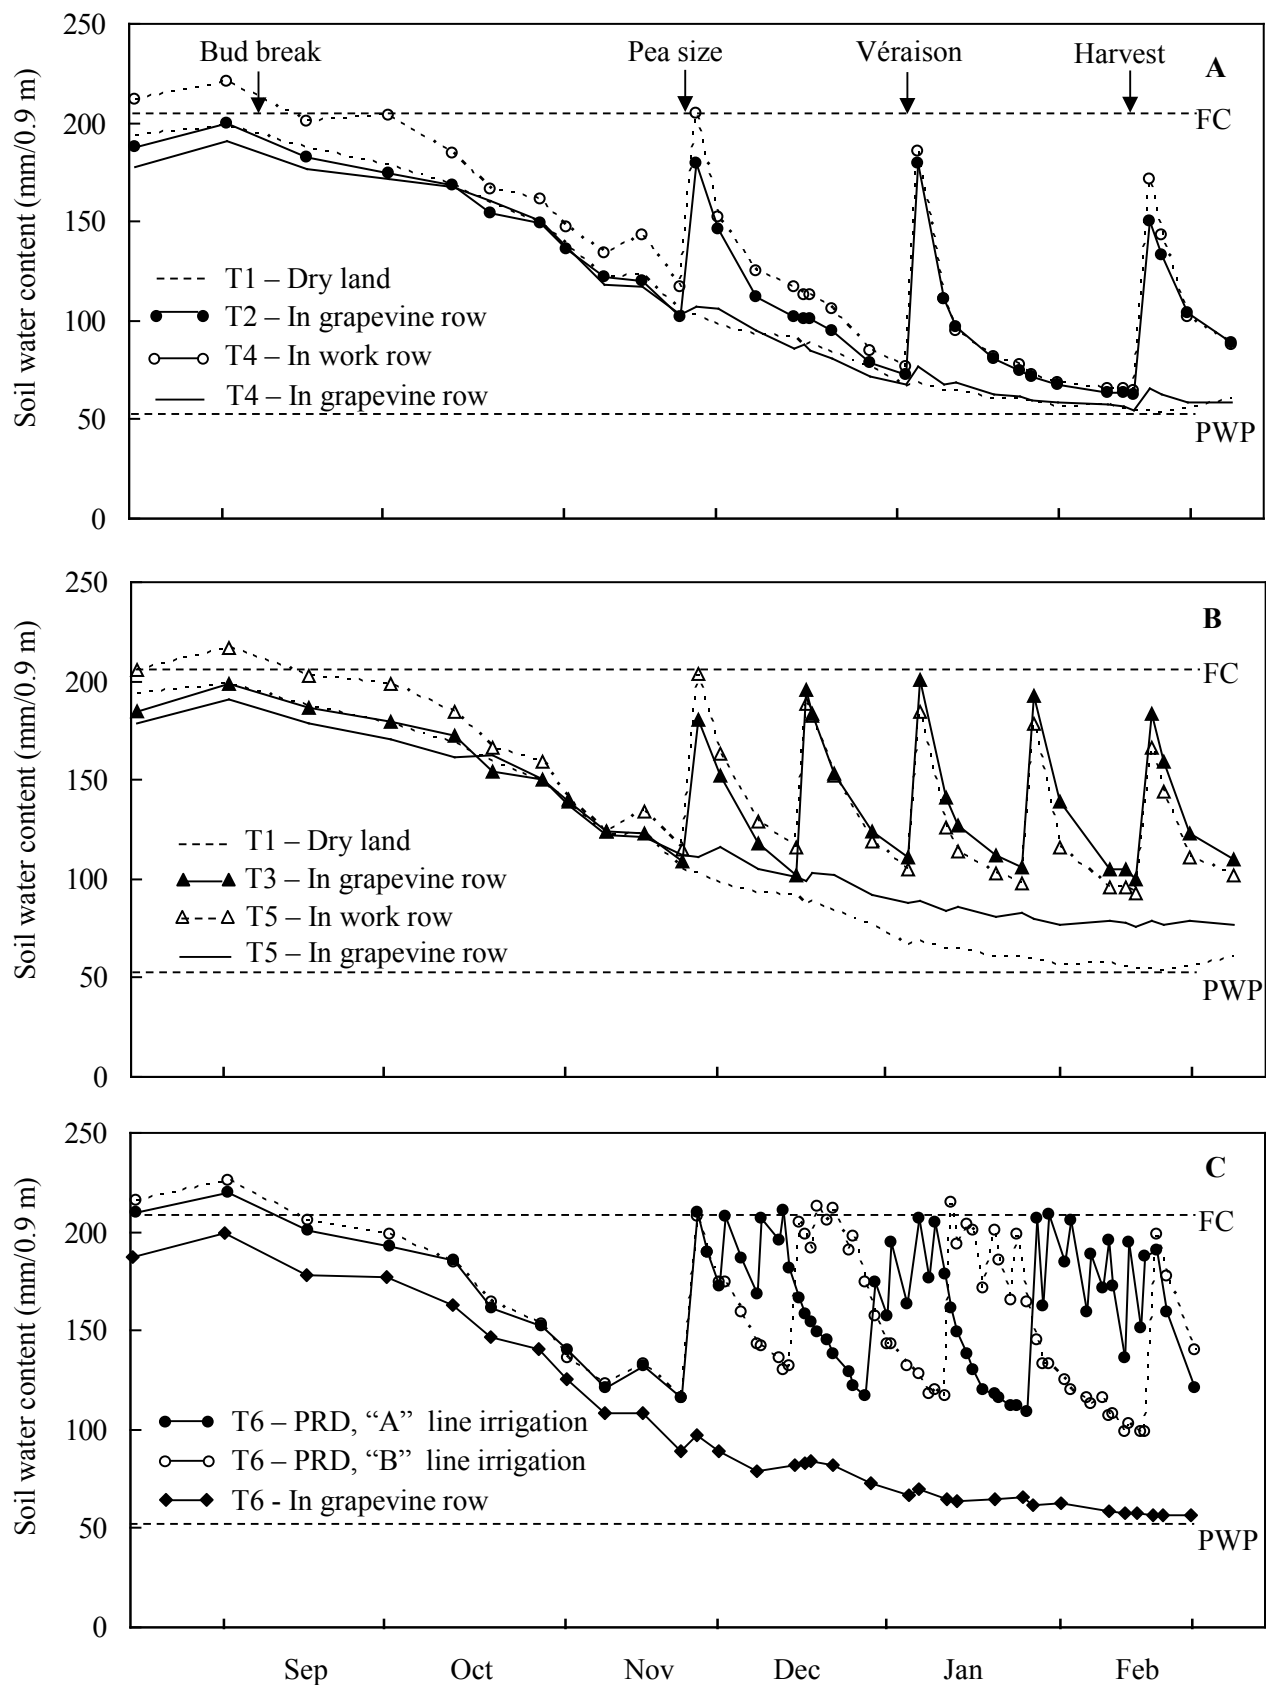 250
Bud break
Pea size
Véraison
Harvest
A
200
FC
150
T1 – Dry land
T2 – In grapevine row
100
T4 – In work row
T4 – In grapevine row
50
PWP
0
Soil water content (mm/0.9 m)
250
B
FC
200
150
T1 – Dry land
100
T3 – In grapevine row
T5 – In work row
T5 – In grapevine row
50
PWP
0
Soil water content (mm/0.9 m)
250
C
200
FC
150
T6 – PRD, “A” line irrigation
100
T6 – PRD, “B” line irrigation
T6 - In grapevine row
50
PWP
0
Soil water content (mm/0.9 m)
Sep Oct Nov Dec Jan Feb